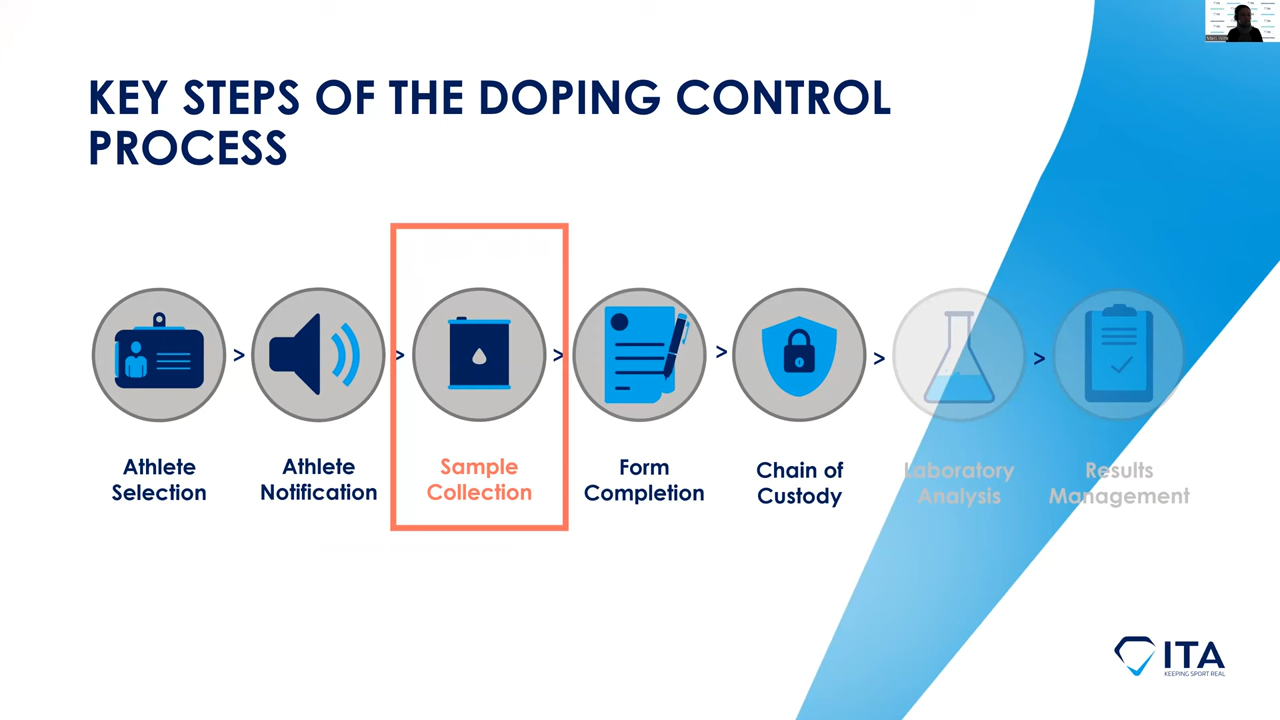 KEY STEPS OF THE DOPING CONTROL
PROCESS
>
>
>
>
>
>
Athlete
Selection
Athlete
Notification
Sample
Collection
Form
Completion
Chain of
Custody
Laboratory
Analysis
Results
Management
ITA
KEEPING SPORT REAL